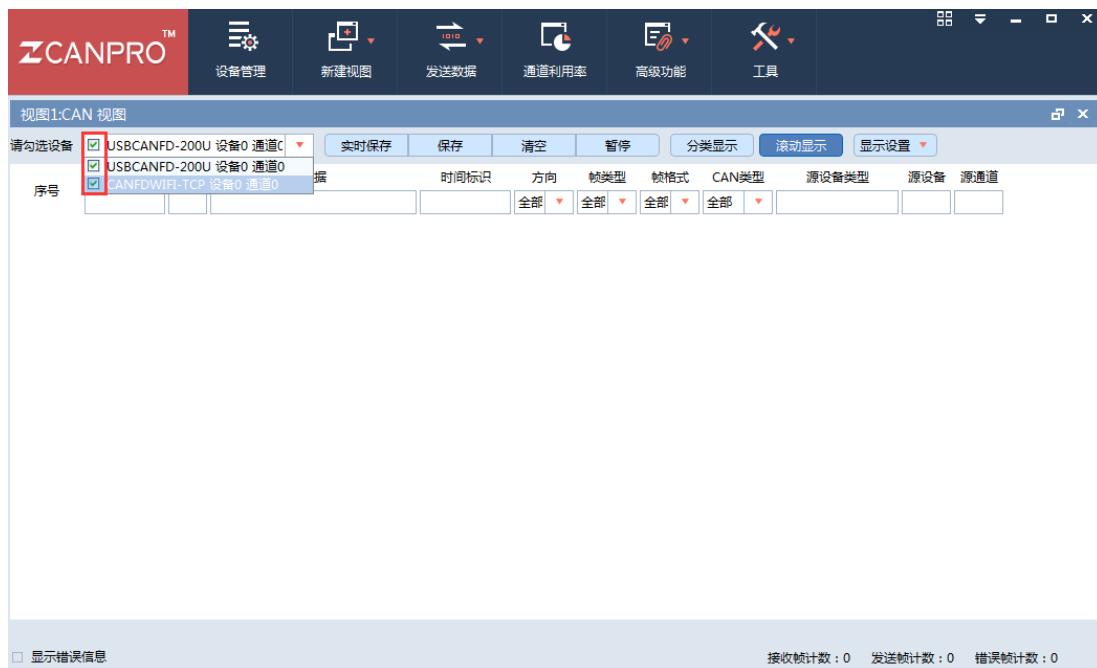 ZCANPRO™
设备管理
新建视图
发送数据
通道利用率
高级功能
工具
视图1:CAN 视图
请勾选设备 USBCANFD-200U 设备0 通道 实时保存 保存 清空 暂停 分类显示 滚动显示 显示设置
USBCANFD-200U 设备0 通道0
CANFDWIFI-TCP 设备0 通道0
序号 据 时间标识 方向 帧类型 帧格式 CAN类型 源设备类型 源设备 源通道
全部 全部 全部 全部
显示错误信息 接收帧计数：0 发送帧计数：0 错误帧计数：0